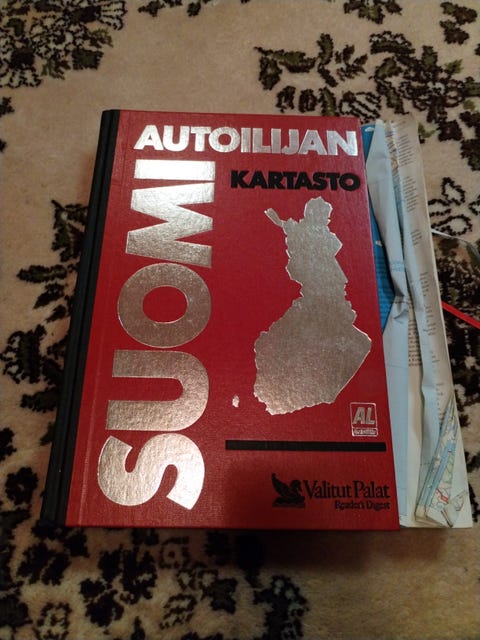 AUTOILIJAN
KARTASTO
SUOMI
AL
Valitut Palat
Reader's Digest